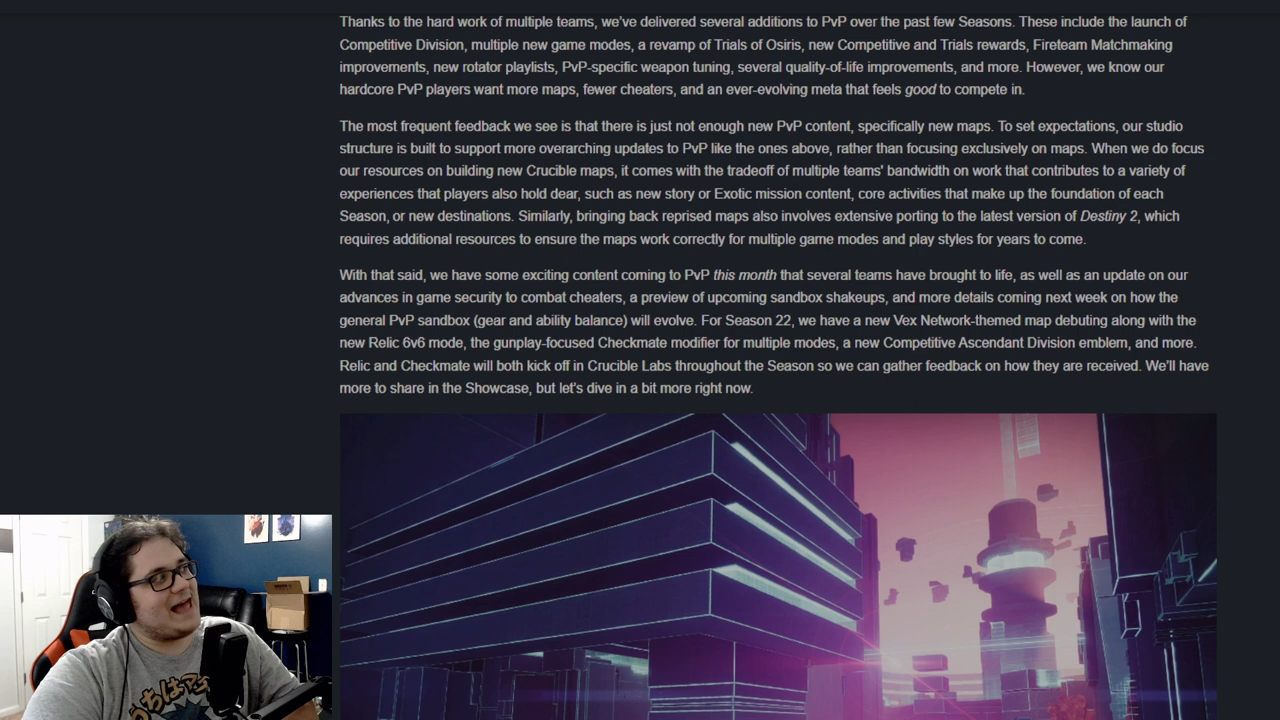 Thanks to the hard work of multiple teams, we've delivered several additions to PvP over the past few Seasons. These include the launch of
Competitive Division, multiple new game modes, a revamp of Trials of Osiris, new Competitive and Trials rewards, Fireteam Matchmaking
improvements, new rotator playlists, PvP-specific weapon tuning, several quality-of-life improvements, and more. However, we know our
hardcore PvP players want more maps, fewer cheaters, and an ever-evolving meta that feels good to compete in.
The most frequent feedback we see is that there is just not enough new PvP content, specifically new maps. To set expectations, our studio
structure is built to support more overarching updates to PvP like the ones above, rather than focusing exclusively on maps. When we do focus
our resources on building new Crucible maps, it comes with the tradeoff of multiple teams' bandwidth on work that contributes to a variety of
experiences that players also hold dear, such as new story or Exotic mission content, core activities that make up the foundation of each
Season, or new destinations. Similarly, bringing back reprised maps also involves extensive porting to the latest version of Destiny 2, which
requires additional resources to ensure the maps work correctly for multiple game modes and play styles for years to come.
With that said, we have some exciting content coming to PvP this month that several teams have brought to life, as well as an update on our
advances in game security to combat cheaters, a preview of upcoming sandbox shakeups, and more details coming next week on how the
general PvP sandbox (gear and ability balance) will evolve. For Season 22, we have a new Vex Network-themed map debuting along with the
new Relic 6v6 mode, the gunplay-focused Checkmate modifier for multiple modes, a new Competitive Ascendant Division emblem, and more.
Relic and Checkmate will both kick off in Crucible Labs throughout the Season so we can gather feedback on how they are received. We'll have
more to share in the Showcase, but let's dive in a bit more right now.